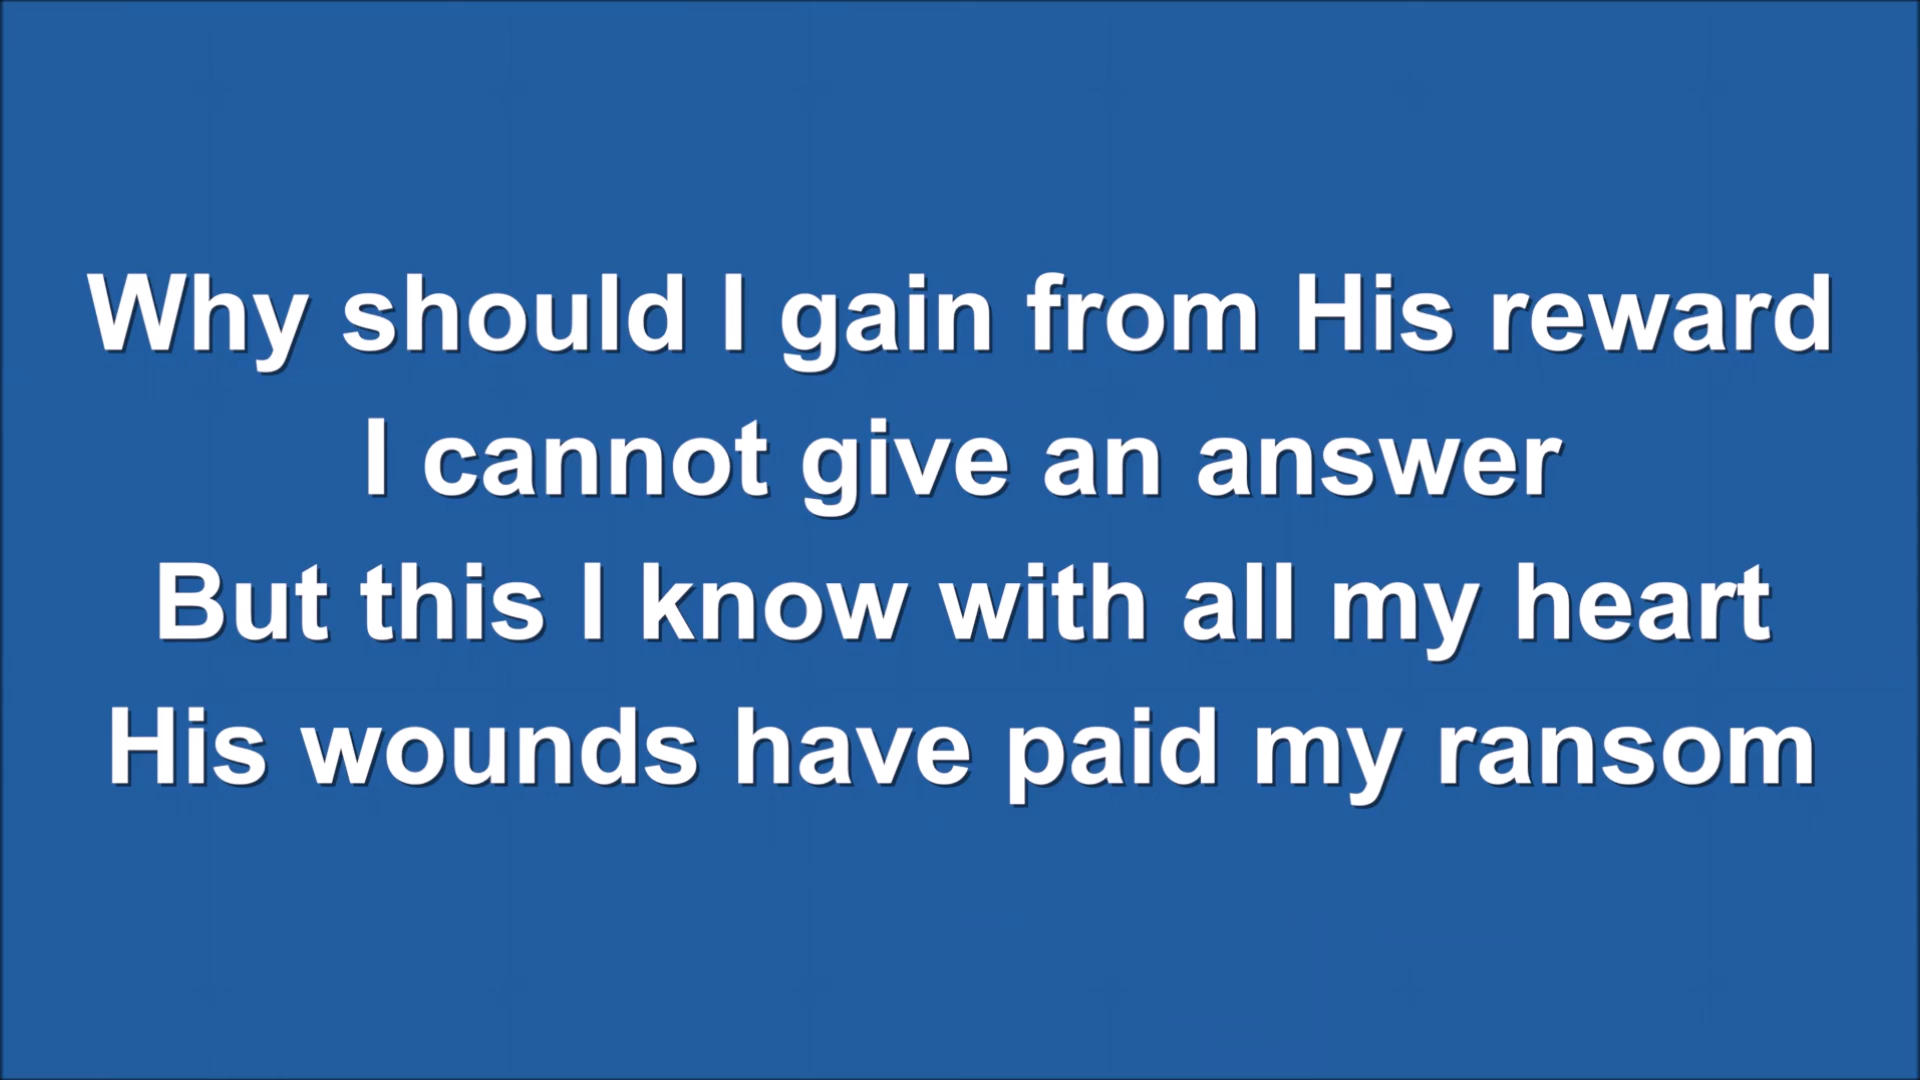 Why should I gain from His reward
I cannot give an answer
But this I know with all my heart
His wounds have paid my ransom